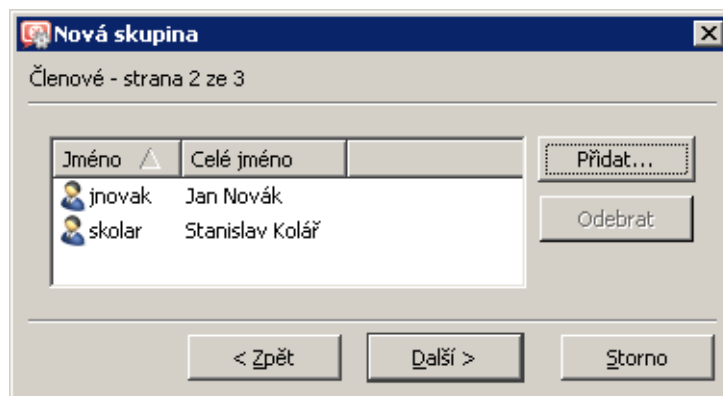 Nová skupina
Členové - strana 2 ze 3
Jméno Celé jméno
Přidat...
jnovak Jan Novák
skolar Stanislav Kolář
Odebrat
< Zpět Další > Storno